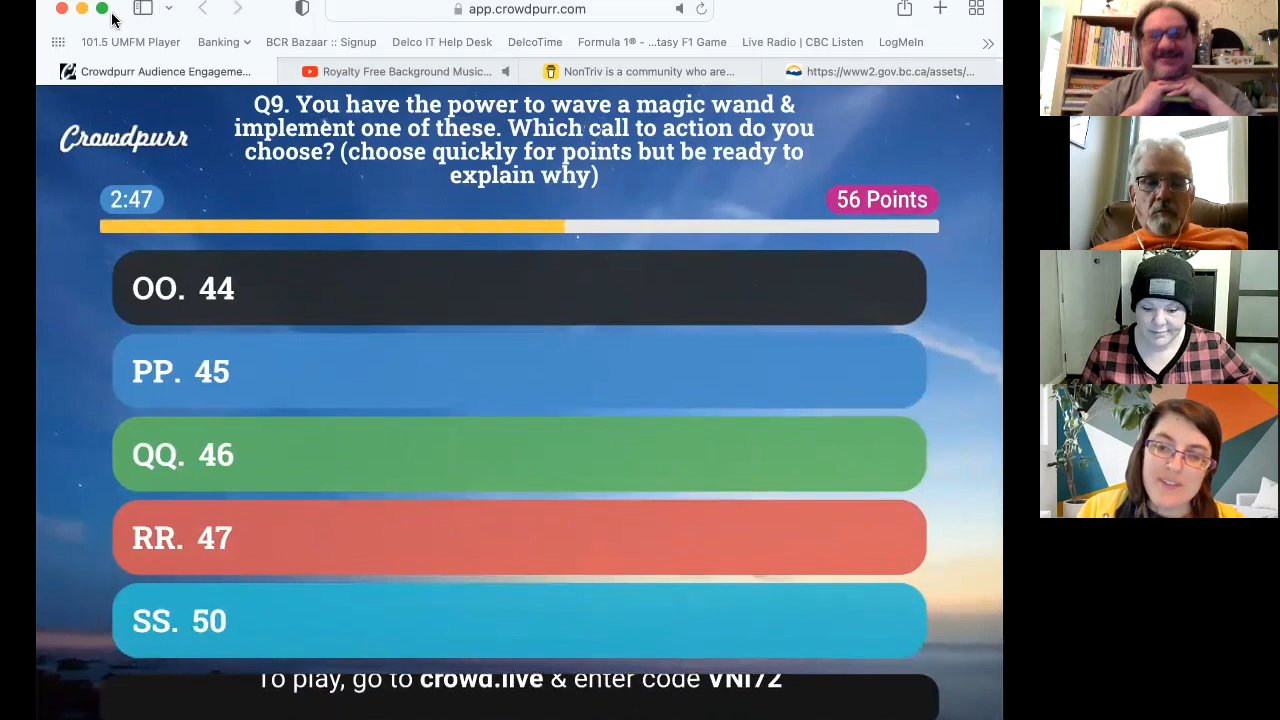 app.crowdpurr.com
101.5 UMFM Player Banking BCR Bazaar :: Signup Delco IT Help Desk DelcoTime Formula 1® - ...tasy F1 Game Live Radio | CBC Listen LogMeIn
Crowdpurr Audience Engageme... Royalty Free Background Music... NonTriv is a community who are... https://www2.gov.bc.ca/assets/...
Crowdpurr
Q9. You have the power to wave a magic wand &
implement one of these. Which call to action do you
choose? (choose quickly for points but be ready to
explain why)
2:47
56 Points
OO. 44
PP. 45
QQ. 46
RR. 47
SS. 50
To play, go to crowd.live & enter code VNI72